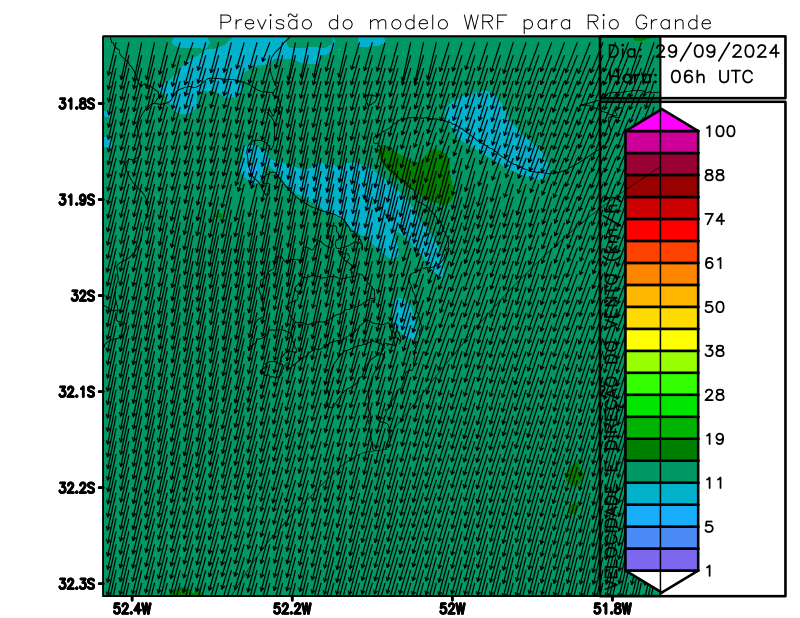 Previsão do modelo WRF para Rio Grande
Dia: 29/09/2024
Hora: 06h UTC
31.8S
31.9S
32S
32.1S
32.2S
32.3S
52.4W
52.2W
52W
51.8W
VELOCIDADE E DIREÇÃO DO VENTO (km/h)
100
88
74
61
50
38
28
19
11
5
1